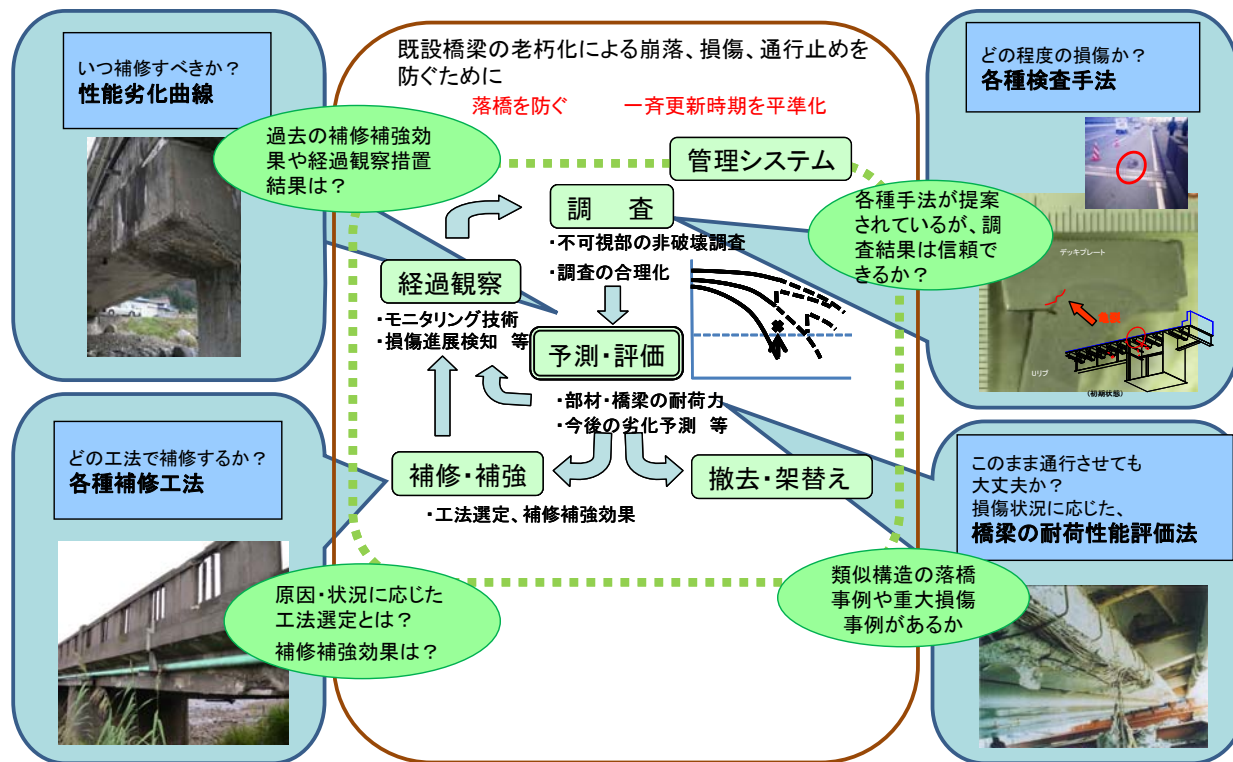 いつ補修すべきか？
性能劣化曲線
過去の補修補強効
果や経過観察措置
結果は？
既設橋梁の老朽化による崩落、損傷、通行止めを
防ぐために
落橋を防ぐ　一斉更新時期を平準化
管理システム
調　査
・不可視部の非破壊調査
・調査の合理化
経過観察
・モニタリング技術
・損傷進展検知 等
予測・評価
・部材・橋梁の耐荷力
・今後の劣化予測 等
補修・補強
・工法選定、補修補強効果
撤去・架替え
どの程度の損傷か？
各種検査手法
各種手法が提案
されているが、調
査結果は信頼で
きるか？
デッキプレート
Uリブ
(初期状態)
どの工法で補修するか？
各種補修工法
原因・状況に応じた
工法選定とは？
補修補強効果は？
このまま通行させても
大丈夫か？
損傷状況に応じた、
橋梁の耐荷性能評価法
類似構造の落橋
事例や重大損傷
事例があるか